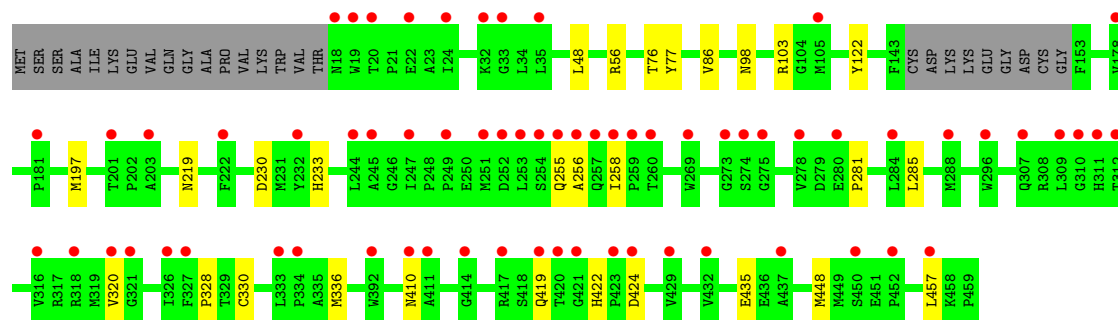 MET SER SER ALA ILE LYS GLU VAL GLN GLY ALA PRO VAL LYS TRP VAL THR N18 W19 T20 P21 E22 A23 I24 K32 G33 L34 L35 L48 R56 T76 Y77 V86 N98 R103 G104 M105 Y122 F143 CYS ASP LYS LYS GLU GLY ASP CYS GLY F153 V178
P181 M197 T201 P202 A203 N219 F222 D230 M231 Y232 H233 L244 A245 G246 I247 P248 P249 E250 M251 D252 L253 S254 Q255 A256 Q257 I258 P259 T260 W269 G273 S274 G275 V278 D279 E280 P281 L284 L285 M288 W296 Q307 R308 L309 G310 H311 T312
V316 R317 R318 M319 V320 G321 I326 F327 P328 T329 C330 L333 P334 A335 M336 W392 N410 A411 G414 R417 S418 Q419 T420 G421 H422 P423 D424 V429 V432 E435 E436 A437 M448 M449 S450 E451 P452 L457 K458 P459